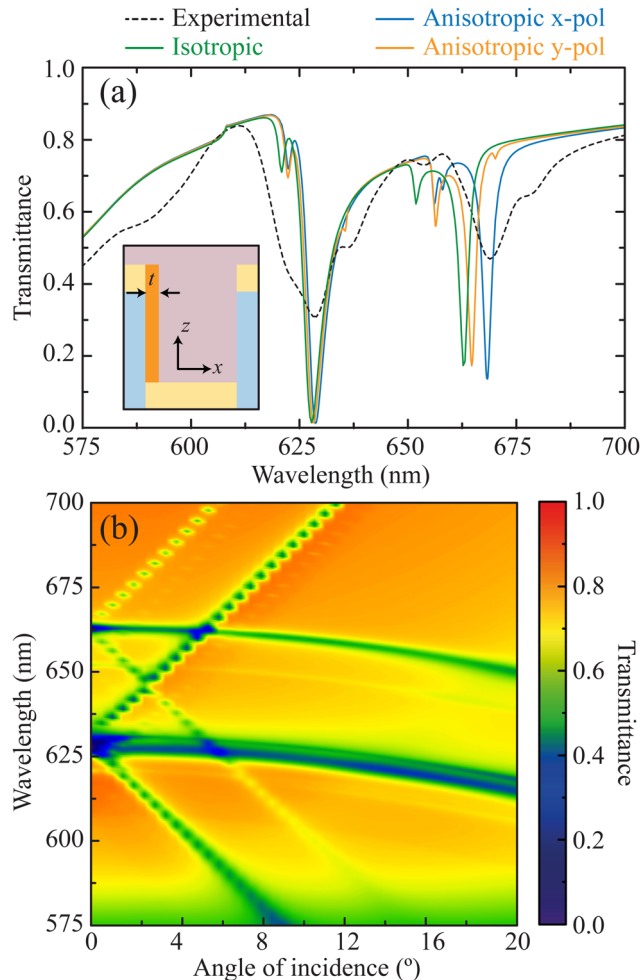 Experimental
Anisotropic x-pol
Isotropic
Anisotropic y-pol
(a)
Transmittance
1.0
0.8
0.6
0.4
0.2
0.0
t
z
x
575
600
625
650
675
700
Wavelength (nm)
(b)
Wavelength (nm)
700
675
650
625
600
575
0
4
8
12
16
20
Angle of incidence (º)
1.0
0.8
0.6
0.4
0.2
0.0
Transmittance